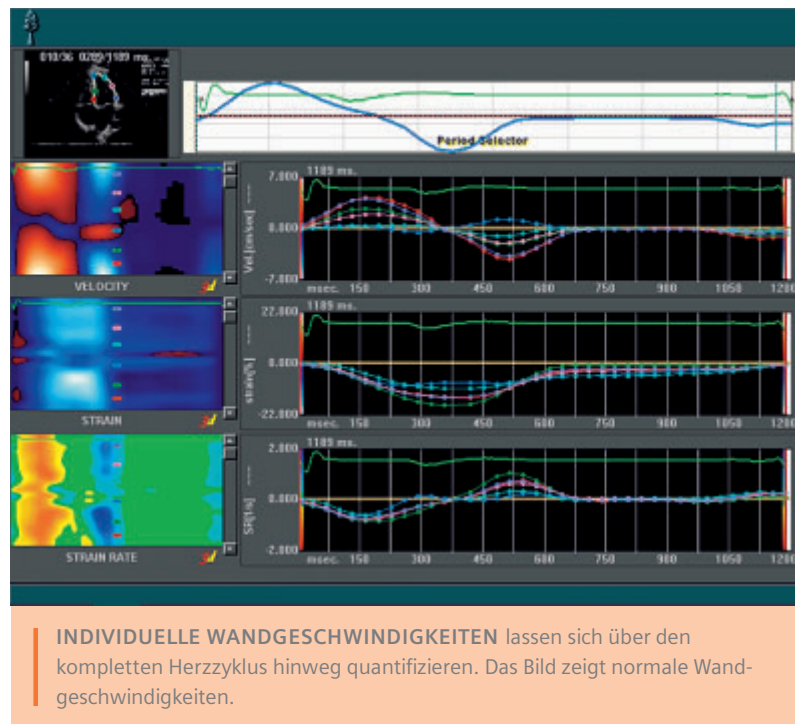 010/36 0289/1189 ms.
Period Selector
1189 ms.
7.000
Vel.[cm/sec]
0.000
-7.000
msec. 150 300 450 600 750 900 1050 1200
VELOCITY
1189 ms.
22.000
strain[%]
0.000
-22.000
msec. 150 300 450 600 750 900 1050 1200
STRAIN
1189 ms.
2.000
SR[1/s]
0.000
-2.000
msec. 150 300 450 600 750 900 1050 1200
STRAIN RATE
INDIVIDUELLE WANDGESCHWINDIGKEITEN lassen sich über den
kompletten Herzzyklus hinweg quantifizieren. Das Bild zeigt normale Wand-
geschwindigkeiten.